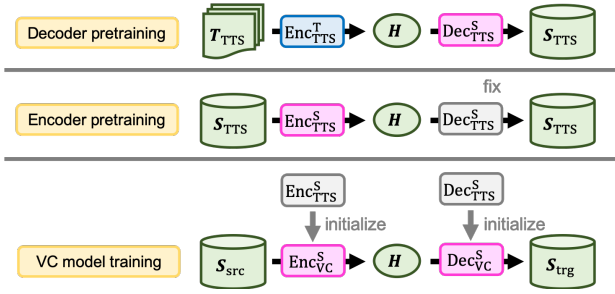 Decoder pretraining
T_TTS Enc^T_TTS H Dec^S_TTS S_TTS
fix
Encoder pretraining
S_TTS Enc^S_TTS H Dec^S_TTS S_TTS
Enc^S_TTS Dec^S_TTS
initialize initialize
VC model training
S_src Enc^S_VC H Dec^S_VC S_trg